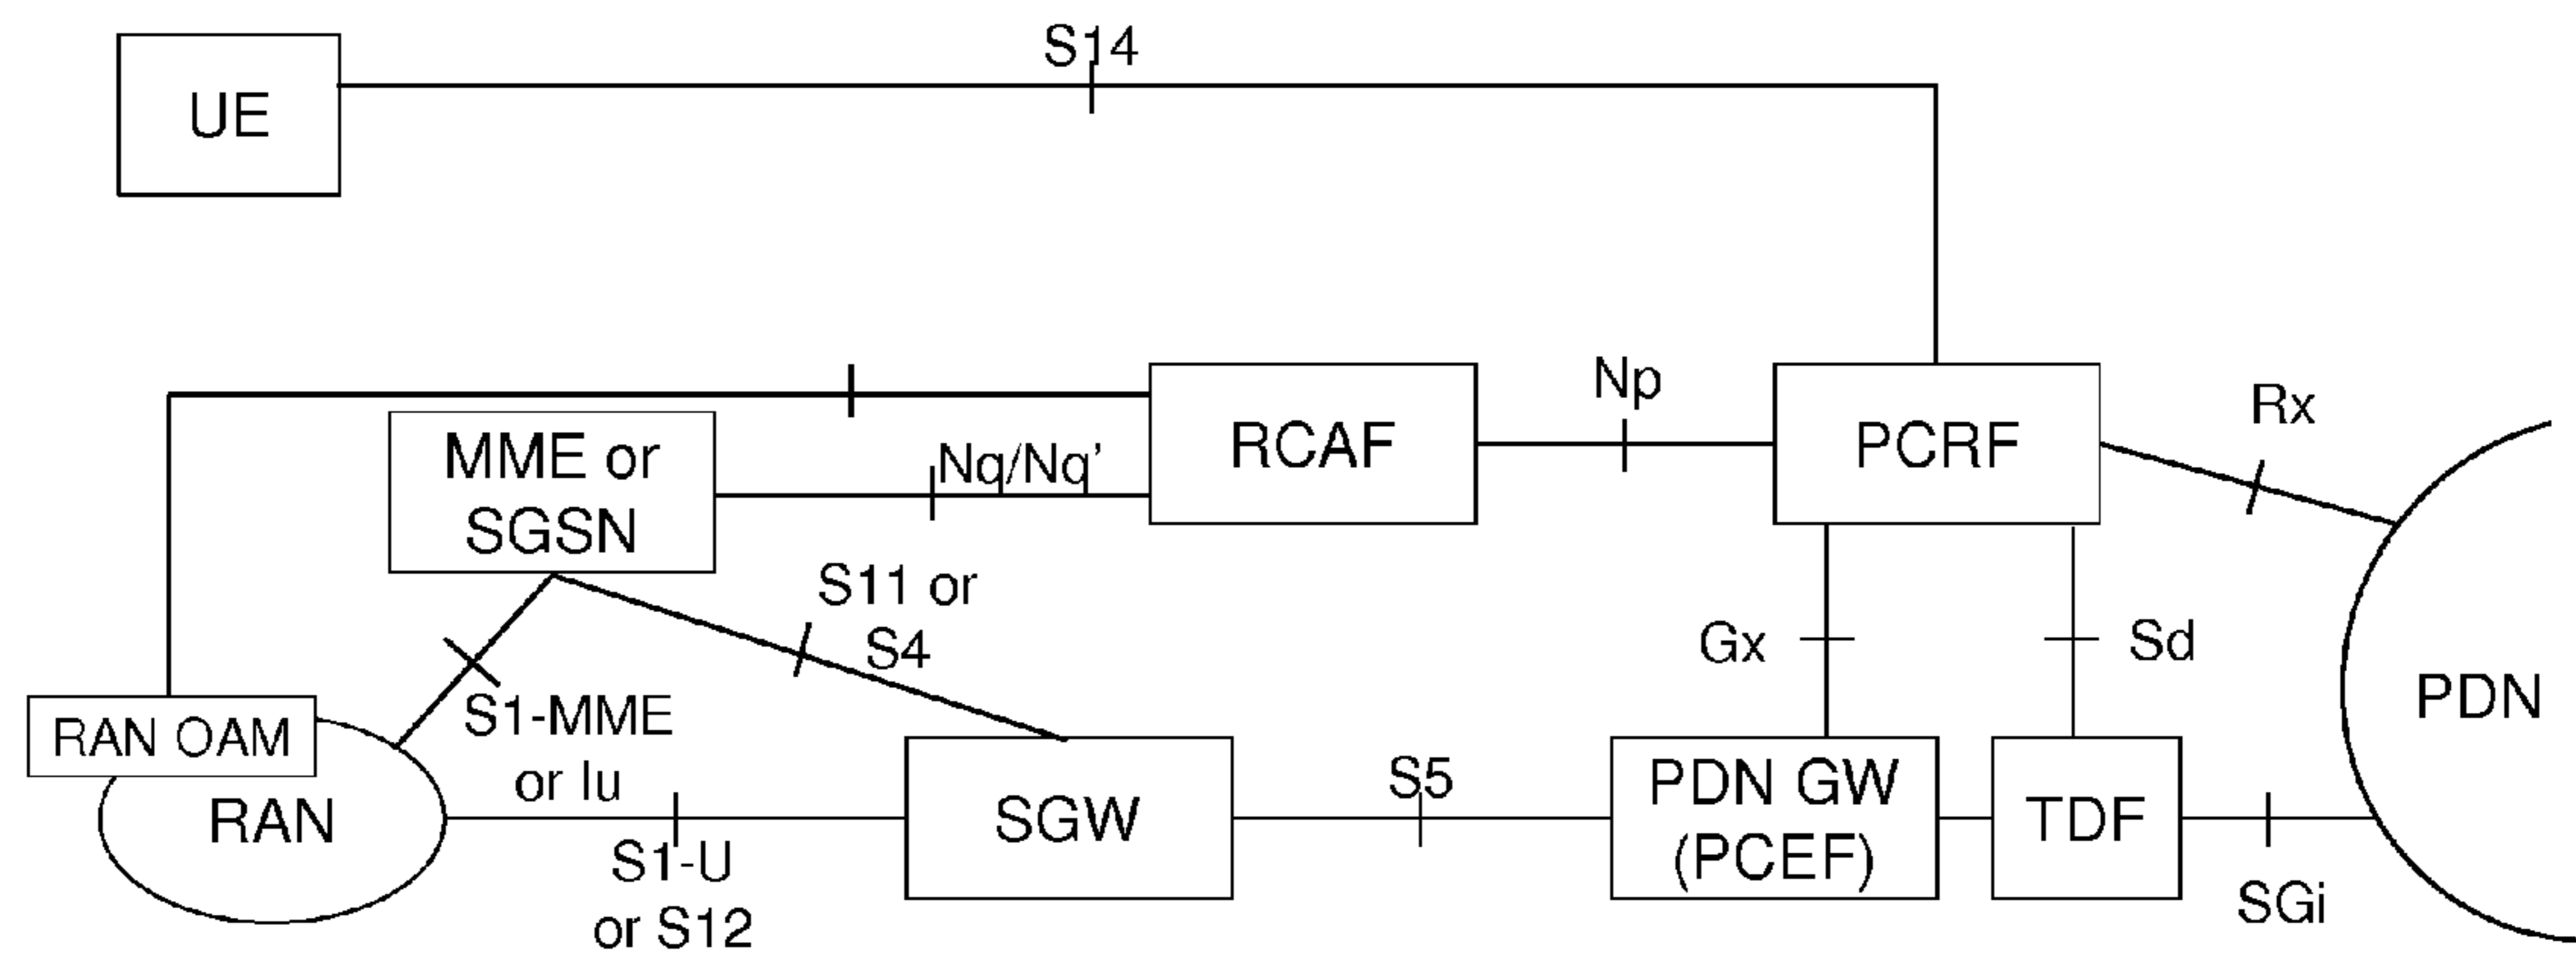 S14
UE
Np
Rx
MME or
SGSN
Nq/Nq’
RCAF
PCRF
S11 or
S4
Gx
Sd
S1-MME
or Iu
RAN OAM
RAN
SGW
S5
PDN GW
(PCEF)
TDF
PDN
S1-U
or S12
SGi